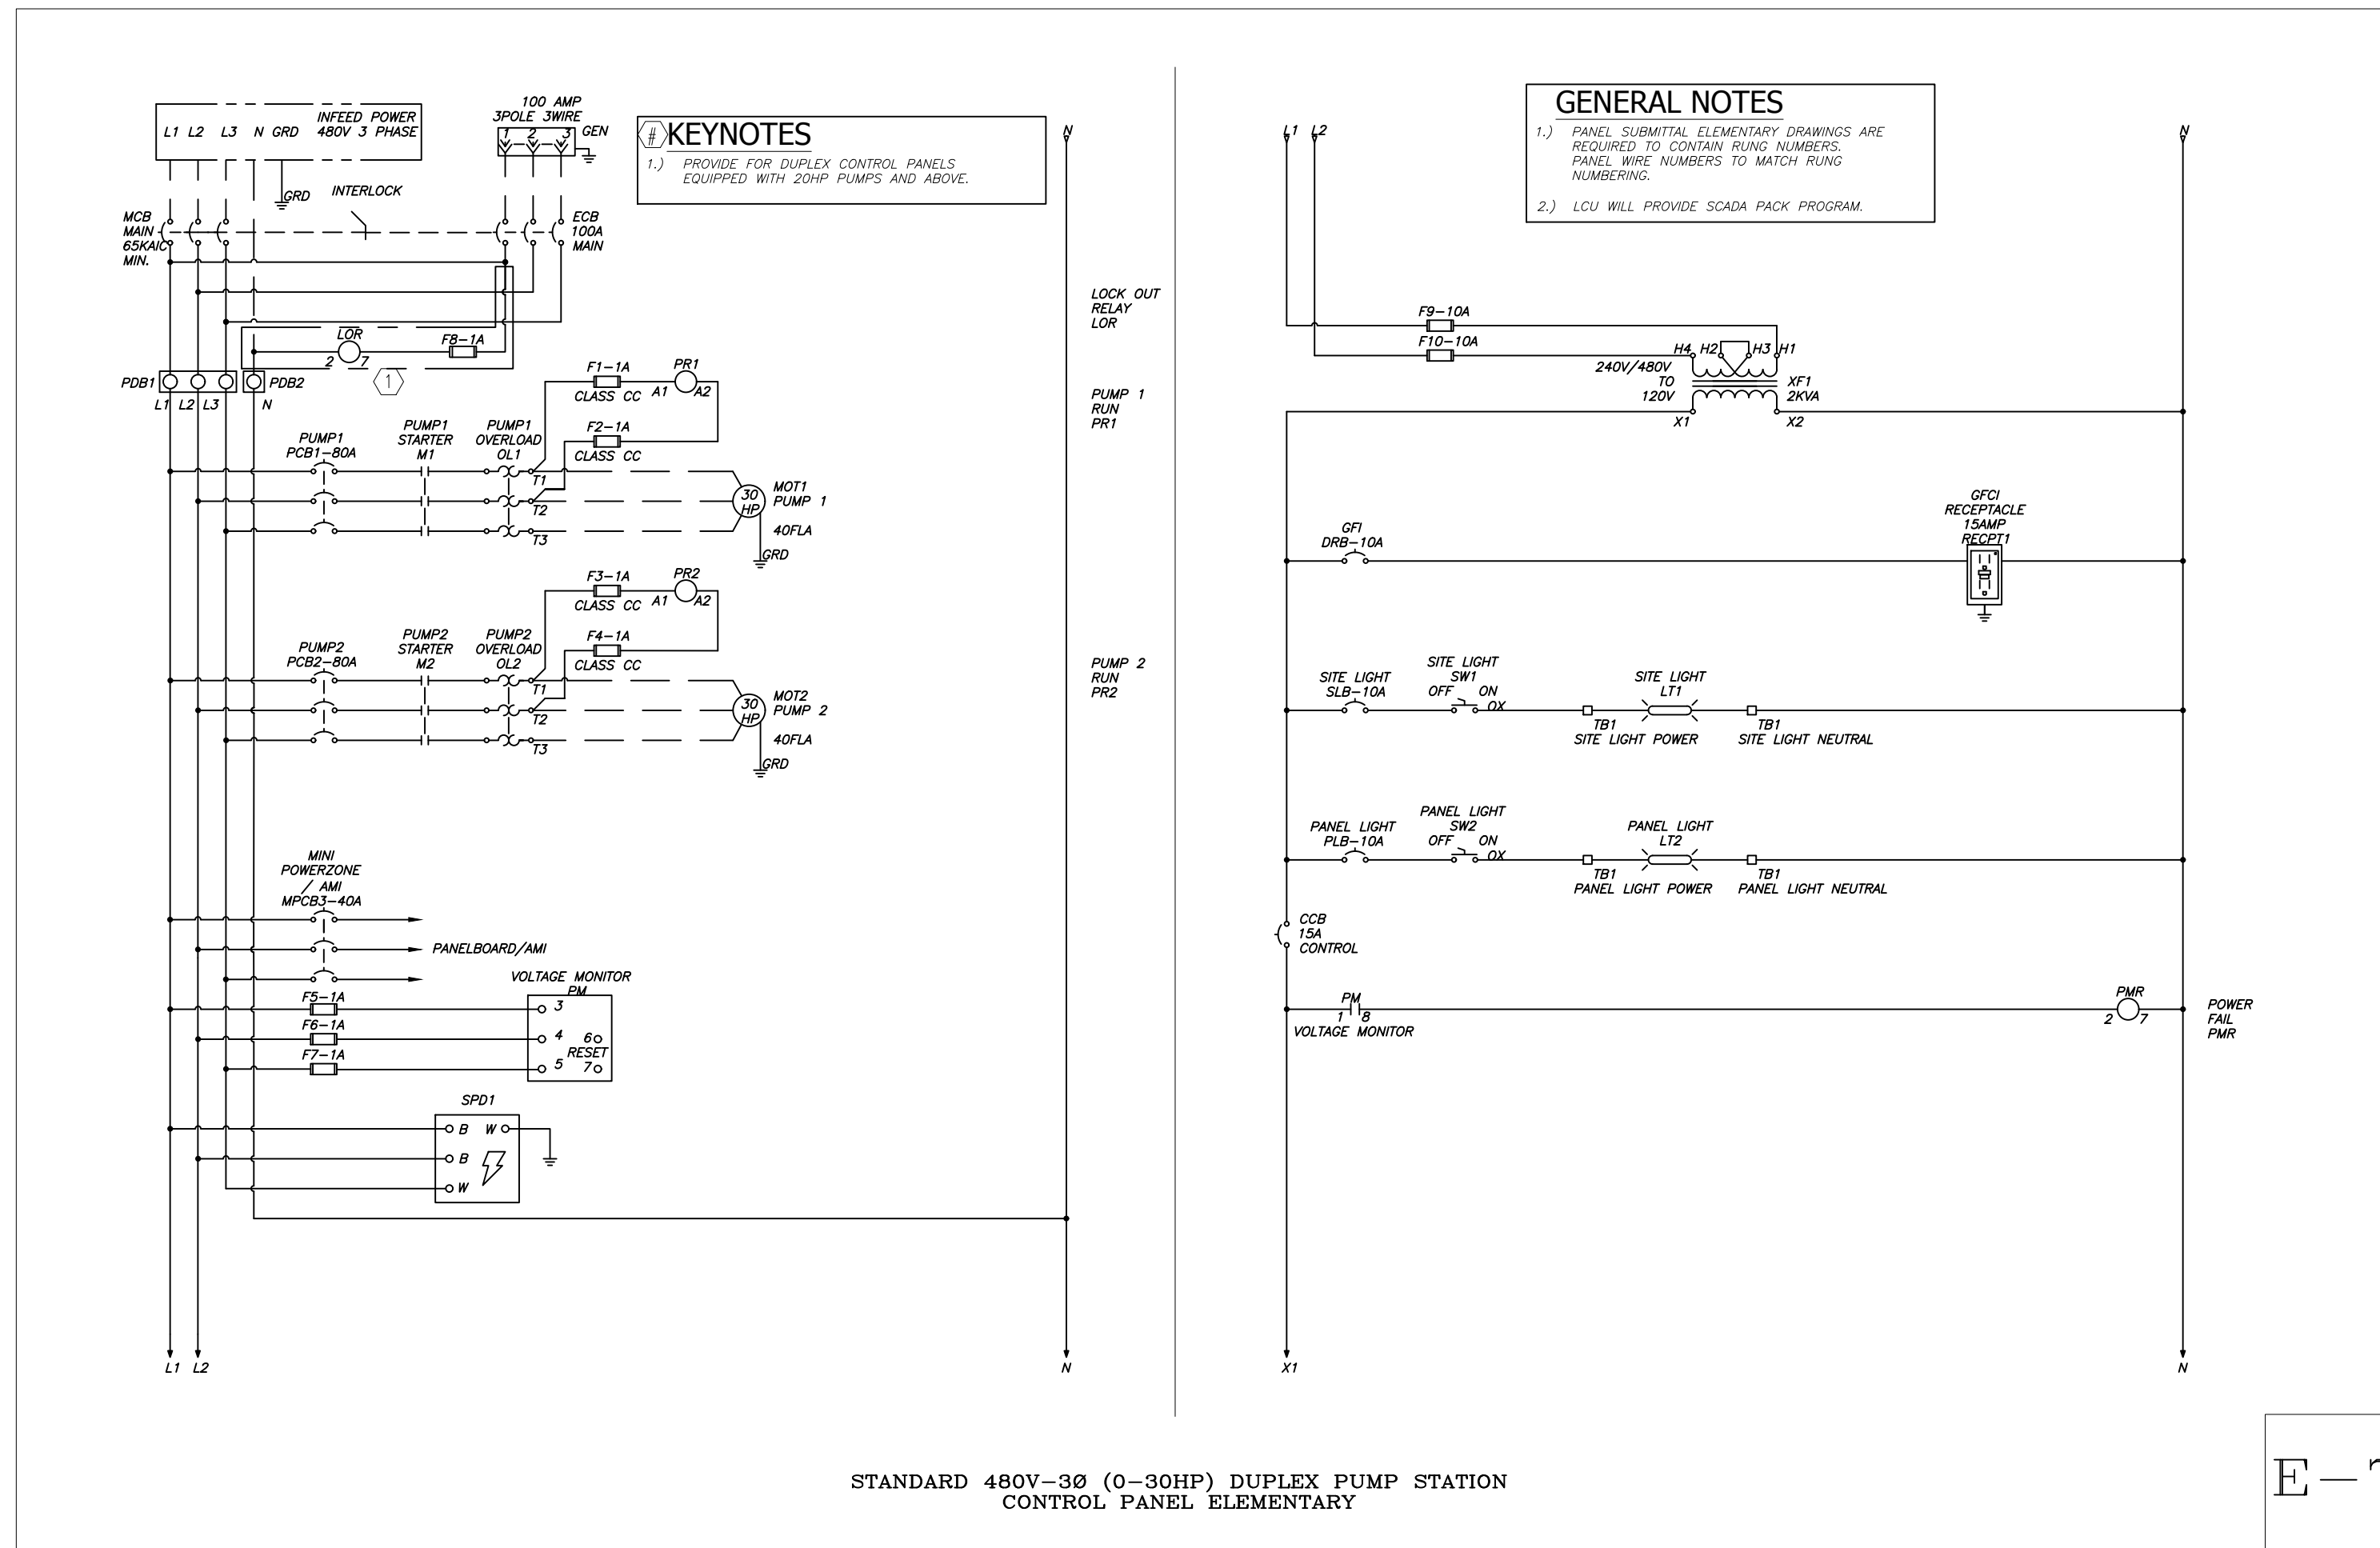 INFEED POWER
L1 L2 L3 N GRD 480V 3 PHASE
100 AMP
3POLE 3WIRE
1 2 3 GEN
GRD
INTERLOCK
MCB
MAIN
65KAIC
MIN.
ECB
100A
MAIN
# KEYNOTES
1.) PROVIDE FOR DUPLEX CONTROL PANELS
EQUIPPED WITH 20HP PUMPS AND ABOVE.
N
LOR
2 7
F8-1A
1
PDB1
PDB2
L1 L2 L3 N
F1-1A
CLASS CC
PR1
A1 A2
F2-1A
CLASS CC
PUMP1
PCB1-80A
PUMP1
STARTER
M1
PUMP1
OVERLOAD
OL1
T1
T2
T3
30
HP
MOT1
PUMP 1
40FLA
GRD
F3-1A
CLASS CC
PR2
A1 A2
F4-1A
CLASS CC
PUMP2
PCB2-80A
PUMP2
STARTER
M2
PUMP2
OVERLOAD
OL2
T1
T2
T3
30
HP
MOT2
PUMP 2
40FLA
GRD
MINI
POWERZONE
/ AMI
MPCB3-40A
PANELBOARD/AMI
VOLTAGE MONITOR
PM
F5-1A
F6-1A
F7-1A
3
4 6
RESET
5 7
SPD1
B W
B
W
L1 L2
N
LOCK OUT
RELAY
LOR
PUMP 1
RUN
PR1
PUMP 2
RUN
PR2
L1 L2
GENERAL NOTES
1.) PANEL SUBMITTAL ELEMENTARY DRAWINGS ARE
REQUIRED TO CONTAIN RUNG NUMBERS.
PANEL WIRE NUMBERS TO MATCH RUNG
NUMBERING.
2.) LCU WILL PROVIDE SCADA PACK PROGRAM.
N
F9-10A
F10-10A
H4 H2 H3 H1
240V/480V
TO
120V
XF1
2KVA
X1 X2
GFI
DRB-10A
GFCI
RECEPTACLE
15AMP
RECPT1
SITE LIGHT
SLB-10A
SITE LIGHT
SW1
OFF ON
OX
SITE LIGHT
LT1
TB1
SITE LIGHT POWER
TB1
SITE LIGHT NEUTRAL
PANEL LIGHT
PLB-10A
PANEL LIGHT
SW2
OFF ON
OX
PANEL LIGHT
LT2
TB1
PANEL LIGHT POWER
TB1
PANEL LIGHT NEUTRAL
CCB
15A
CONTROL
PM
1 8
VOLTAGE MONITOR
PMR
2 7
POWER
FAIL
PMR
X1
N
STANDARD 480V-3Ø (0-30HP) DUPLEX PUMP STATION
CONTROL PANEL ELEMENTARY
E-